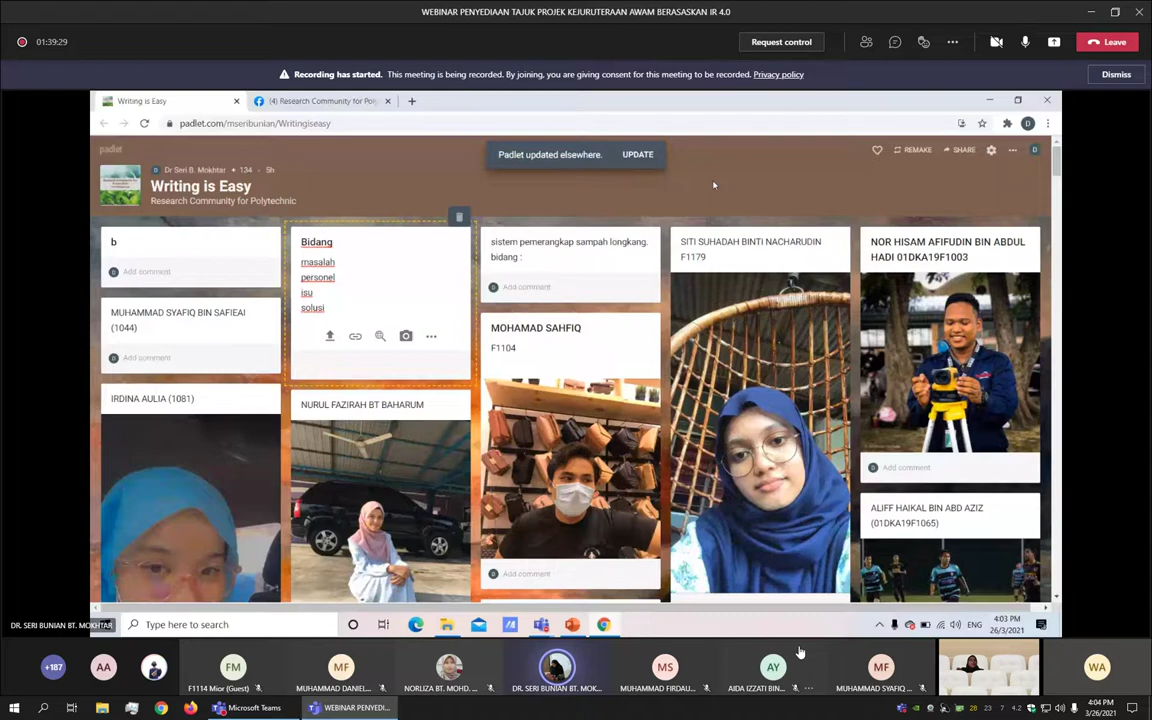 WEBINAR PENYEDIAAN TAJUK PROJEK KEJURUTERAAN AWAM BERASASKAN IR 4.0
01:39:29
Request control
Leave
Recording has started. This meeting is being recorded. By joining, you are giving consent for this meeting to be recorded. Privacy policy
Dismiss
Writing is Easy
(4) Research Community for Poly
padlet.com/mseribunian/Writingiseasy
padlet
Padlet updated elsewhere. UPDATE
REMAKE
SHARE
Dr Seri B. Mokhtar + 134 • 5h
Writing is Easy
Research Community for Polytechnic
b
Add comment
MUHAMMAD SYAFIQ BIN SAFIEAI
(1044)
Add comment
IRDINA AULIA (1081)
Bidang
masalah
personel
isu
solusi
NURUL FAZIRAH BT BAHARUM
sistem pemerangkap sampah longkang.
bidang :
Add comment
MOHAMAD SAHFIQ
F1104
Add comment
SITI SUHADAH BINTI NACHARUDIN
F1179
NOR HISAM AFIFUDIN BIN ABDUL
HADI 01DKA19F1003
Add comment
ALIFF HAIKAL BIN ABD AZIZ
(01DKA19F1065)
DR. SERI BUNIAN BT. MOKHTAR
Type here to search
ENG
4:03 PM
26/3/2021
+187
AA
FM
F1114 Mior (Guest)
MF
MUHAMMAD DANIEL...
NORLIZA BT. MOHD. ...
DR. SERI BUNIAN BT. MOK...
MS
MUHAMMAD FIRDAU...
AY
AIDA IZZATI BIN...
MF
MUHAMMAD SYAFIQ ...
WA
Microsoft Teams
WEBINAR PENYEDI...
28
23
7
4.2
4:04 PM
3/26/2021